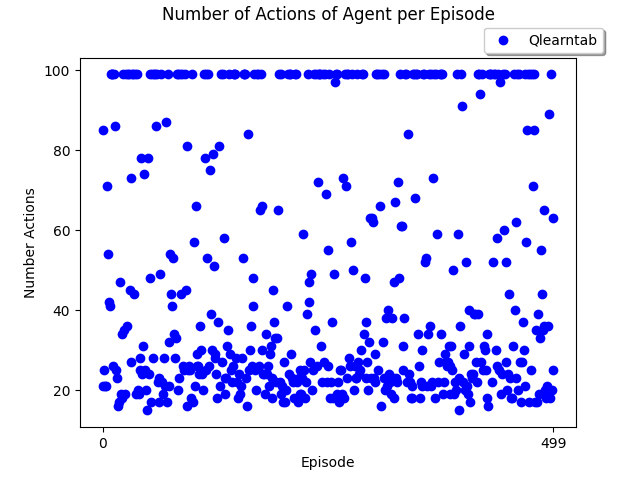 Number of Actions of Agent per Episode
Qlearntab
100
80
60
40
20
Number Actions
0
499
Episode